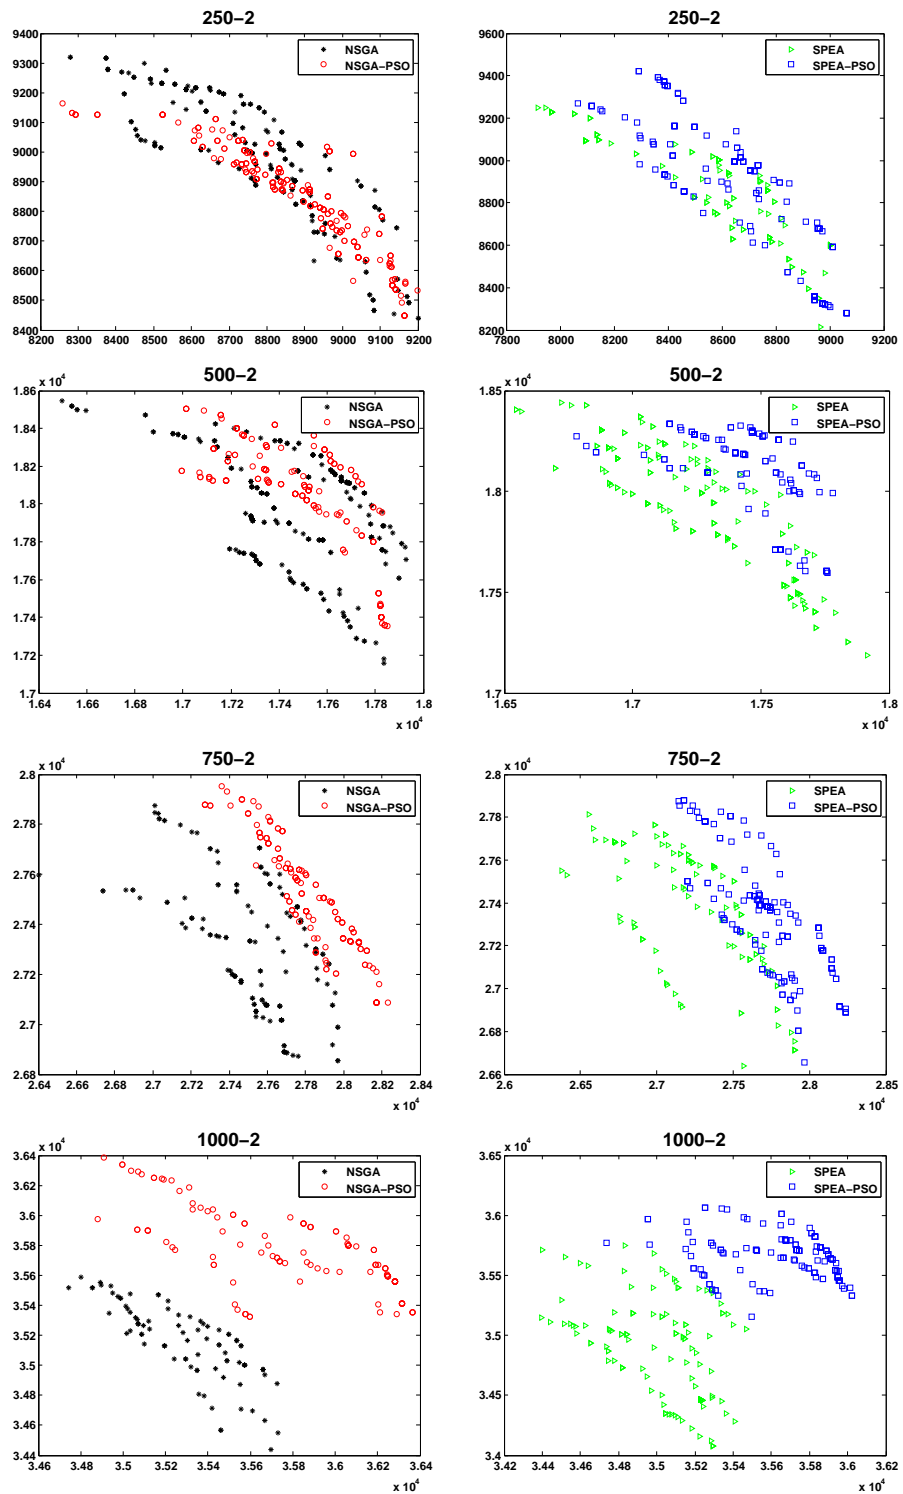 250-2
9400
9300
9200
9100
9000
8900
8800
8700
8600
8500
8400
8200 8300 8400 8500 8600 8700 8800 8900 9000 9100 9200
NSGA
NSGA-PSO
250-2
9600
9400
9200
9000
8800
8600
8400
8200
7800 8000 8200 8400 8600 8800 9000 9200
SPEA
SPEA-PSO
500-2
x 10^4
1.86
1.84
1.82
1.8
1.78
1.76
1.74
1.72
1.7
1.64 1.66 1.68 1.7 1.72 1.74 1.76 1.78 1.8
x 10^4
NSGA
NSGA-PSO
500-2
x 10^4
1.85
1.8
1.75
1.7
1.65 1.7 1.75 1.8
x 10^4
SPEA
SPEA-PSO
750-2
x 10^4
2.8
2.78
2.76
2.74
2.72
2.7
2.68
2.64 2.66 2.7 2.72 2.74 2.76 2.78 2.8 2.82 2.84
x 10^4
NSGA
NSGA-PSO
750-2
x 10^4
2.8
2.78
2.76
2.74
2.72
2.7
2.68
2.66
2.6 2.65 2.7 2.75 2.8 2.85
x 10^4
SPEA
SPEA-PSO
1000-2
x 10^4
3.64
3.62
3.6
3.56
3.54
3.52
3.5
3.48
3.46
3.44
3.46 3.48 3.5 3.52 3.54 3.56 3.6 3.62 3.64
x 10^4
NSGA
NSGA-PSO
1000-2
x 10^4
3.65
3.6
3.55
3.5
3.45
3.4
3.42 3.44 3.46 3.48 3.5 3.52 3.54 3.56 3.6 3.62
x 10^4
SPEA
SPEA-PSO